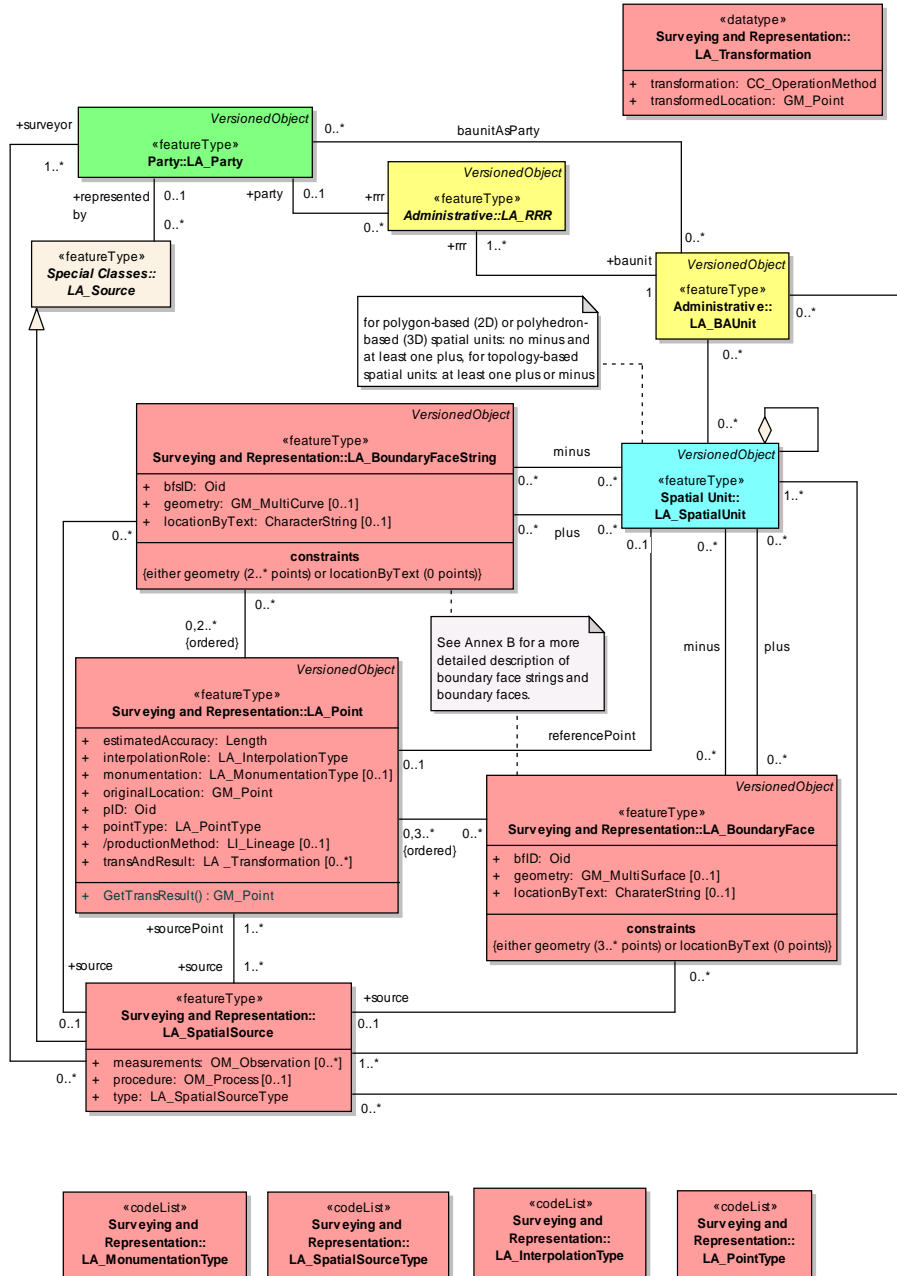 «datatype»
Surveying and Representation::
LA_Transformation
+ transformation: CC_OperationMethod
+ transformedLocation: GM_Point
+surveyor
1..*
VersionedObject
«featureType»
Party::LA_Party
0..*
baunitAsParty
0..*
+represented
by
0..1
0..*
+party
0..1
+rrr
0..*
VersionedObject
«featureType»
Administrative::LA_RRR
+rrr
1..*
+baunit
1
«featureType»
Special Classes::
LA_Source
VersionedObject
«featureType»
Administrative::
LA_BAUnit
0..*
0..*
0..*
for polygon-based (2D) or polyhedron-
based (3D) spatial units: no minus and
at least one plus, for topology-based
spatial units: at least one plus or minus
VersionedObject
«featureType»
Surveying and Representation::LA_BoundaryFaceString
+ bfsID: Oid
+ geometry: GM_MultiCurve [0..1]
+ locationByText: CharacterString [0..1]
constraints
{either geometry (2..* points) or locationByText (0 points)}
minus
0..*
0..*
0..*
plus
0..*
VersionedObject
«featureType»
Spatial Unit::
LA_SpatialUnit
1..*
0..1
0..*
0..*
0..*
0..*
0,2..*
{ordered}
See Annex B for a more
detailed description of
boundary face strings and
boundary faces.
minus
plus
VersionedObject
«featureType»
Surveying and Representation::LA_Point
+ estimatedAccuracy: Length
+ interpolationRole: LA_InterpolationType
+ monumentation: LA_MonumentationType [0..1]
+ originalLocation: GM_Point
+ pID: Oid
+ pointType: LA_PointType
+ /productionMethod: LI_Lineage [0..1]
+ transAndResult: LA _Transformation [0..*]
+ GetTransResult() : GM_Point
referencePoint
0..1
0..*
0..*
0,3..*
{ordered}
0..*
VersionedObject
«featureType»
Surveying and Representation::LA_BoundaryFace
+ bfID: Oid
+ geometry: GM_MultiSurface [0..1]
+ locationByText: CharaterString [0..1]
constraints
{either geometry (3..* points) or locationByText (0 points)}
+sourcePoint
1..*
+source
+source
1..*
0..*
+source
0..1
0..1
«featureType»
Surveying and Representation::
LA_SpatialSource
+ measurements: OM_Observation [0..*]
+ procedure: OM_Process [0..1]
+ type: LA_SpatialSourceType
1..*
0..*
0..*
«codeList»
Surveying and
Representation::
LA_MonumentationType
«codeList»
Surveying and
Representation::
LA_SpatialSourceType
«codeList»
Surveying and
Representation::
LA_InterpolationType
«codeList»
Surveying and
Representation::
LA_PointType